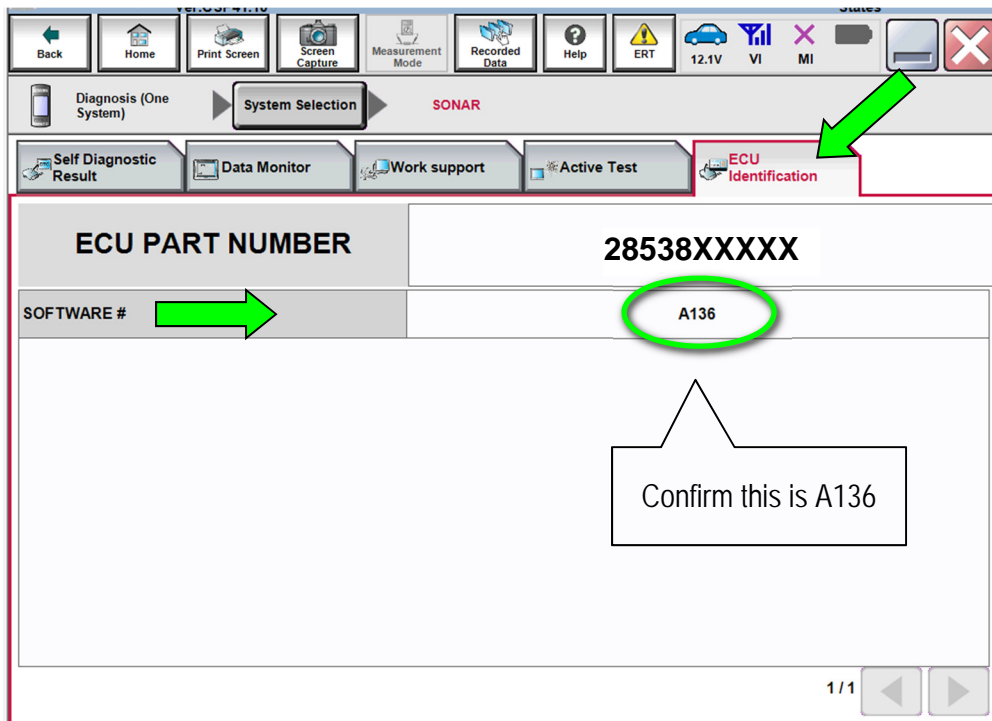 Back
Home
Print Screen
Screen
Capture
Measurement
Mode
Recorded
Data
Help
ERT
12.1V
VI
MI
Diagnosis (One
System)
System Selection
SONAR
Self Diagnostic
Result
Data Monitor
Work support
Active Test
ECU
Identification
ECU PART NUMBER
28538XXXXX
SOFTWARE #
A136
Confirm this is A136
1/1